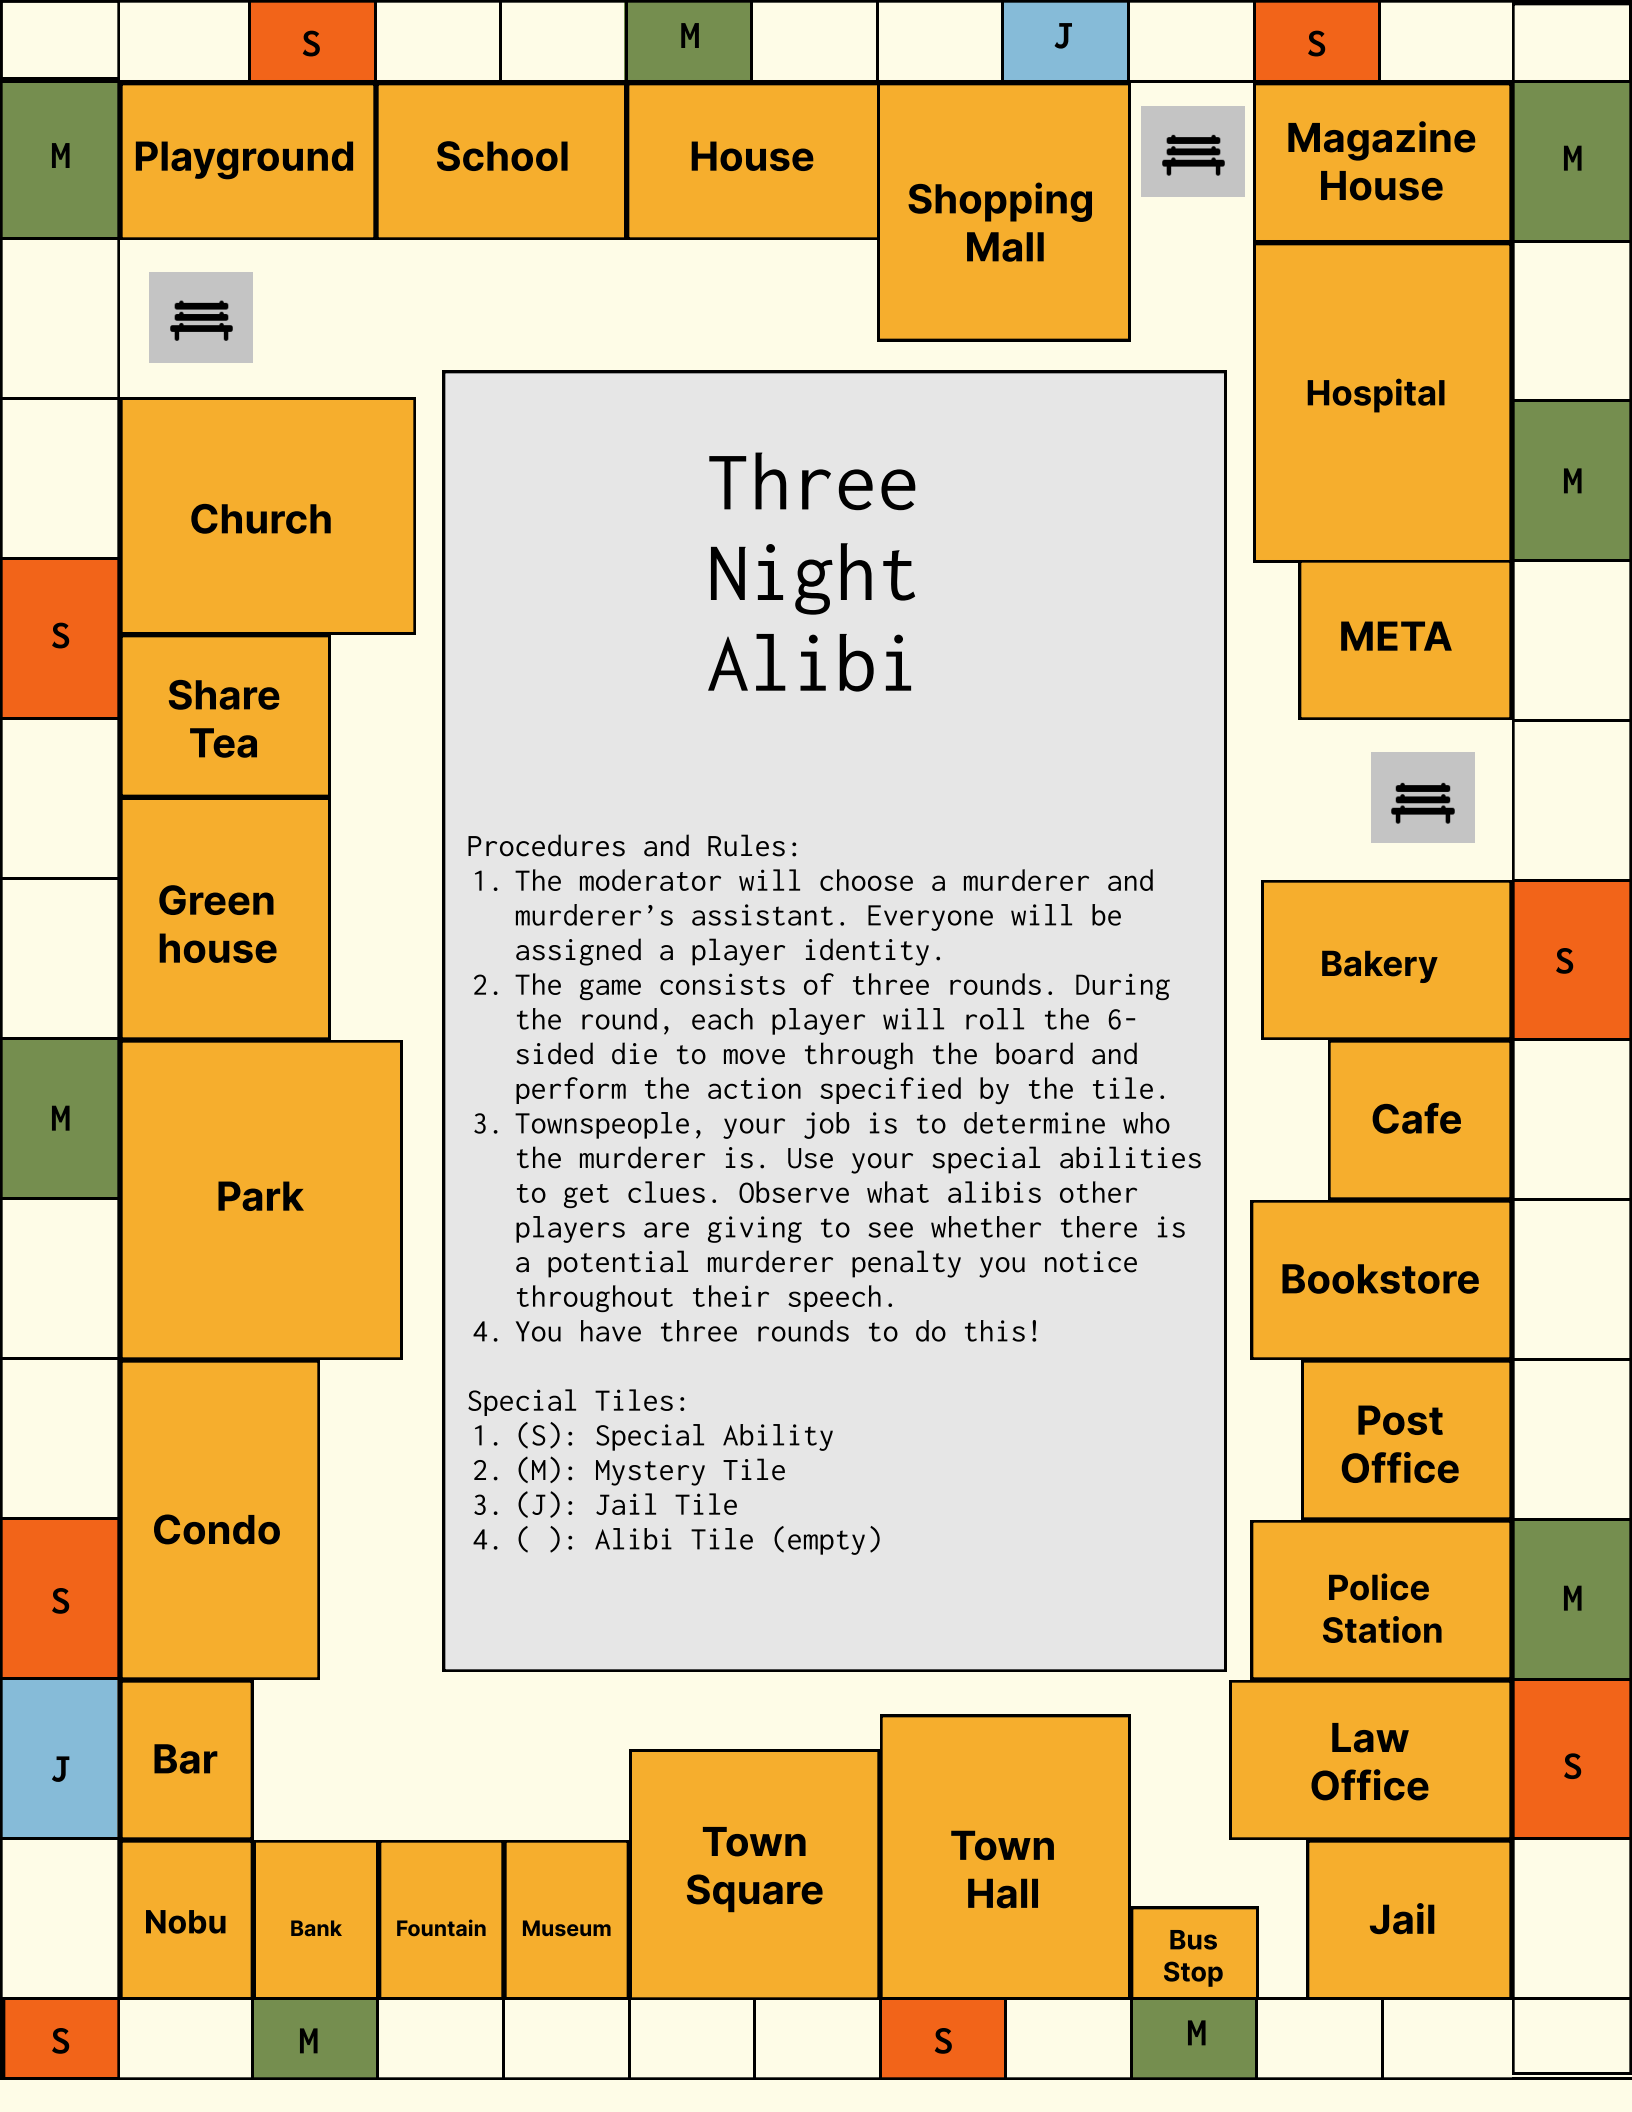 S
M
J
S
M
Playground
School
House
Shopping
Mall
Magazine
House
M
Hospital
M
Church
Three
Night
Alibi
S
META
Share
Tea
Green
house
Procedures and Rules:
1. The moderator will choose a murderer and
murderer’s assistant. Everyone will be
assigned a player identity.
2. The game consists of three rounds. During
the round, each player will roll the 6-
sided die to move through the board and
perform the action specified by the tile.
3. Townspeople, your job is to determine who
the murderer is. Use your special abilities
to get clues. Observe what alibis other
players are giving to see whether there is
a potential murderer penalty you notice
throughout their speech.
4. You have three rounds to do this!
Special Tiles:
1. (S): Special Ability
2. (M): Mystery Tile
3. (J): Jail Tile
4. ( ): Alibi Tile (empty)
Bakery
S
M
Cafe
Park
Bookstore
Post
Office
Condo
S
Police
Station
M
J
Bar
Law
Office
S
Nobu
Bank
Fountain
Museum
Town
Square
Town
Hall
Bus
Stop
Jail
S
M
S
M